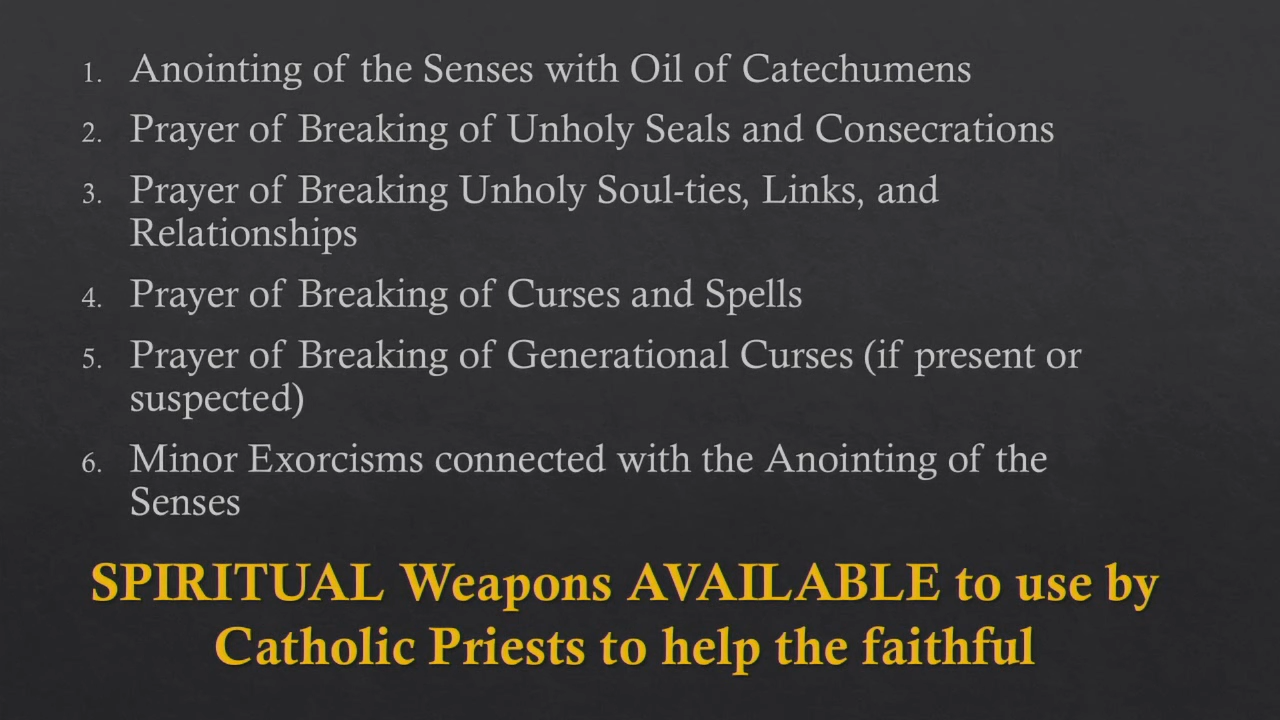 1. Anointing of the Senses with Oil of Catechumens
2. Prayer of Breaking of Unholy Seals and Consecrations
3. Prayer of Breaking Unholy Soul-ties, Links, and
Relationships
4. Prayer of Breaking of Curses and Spells
5. Prayer of Breaking of Generational Curses (if present or
suspected)
6. Minor Exorcisms connected with the Anointing of the
Senses
SPIRITUAL Weapons AVAILABLE to use by
Catholic Priests to help the faithful